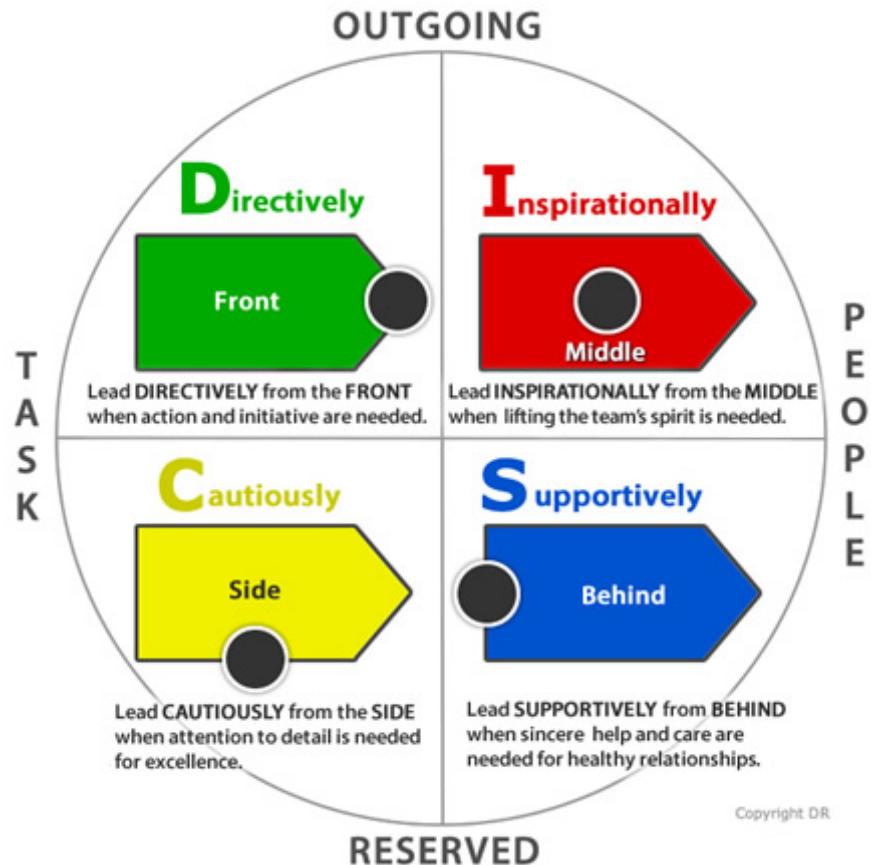 OUTGOING
Directively
Front
Lead DIRECTIVELY from the FRONT
when action and initiative are needed.
Inspirationally
Middle
Lead INSPIRATIONALLY from the MIDDLE
when lifting the team's spirit is needed.
TASK
PEOPLE
Cautiously
Side
Lead CAUTIOUSLY from the SIDE
when attention to detail is needed
for excellence.
Supportively
Behind
Lead SUPPORTIVELY from BEHIND
when sincere help and care are
needed for healthy relationships.
Copyright DR
RESERVED